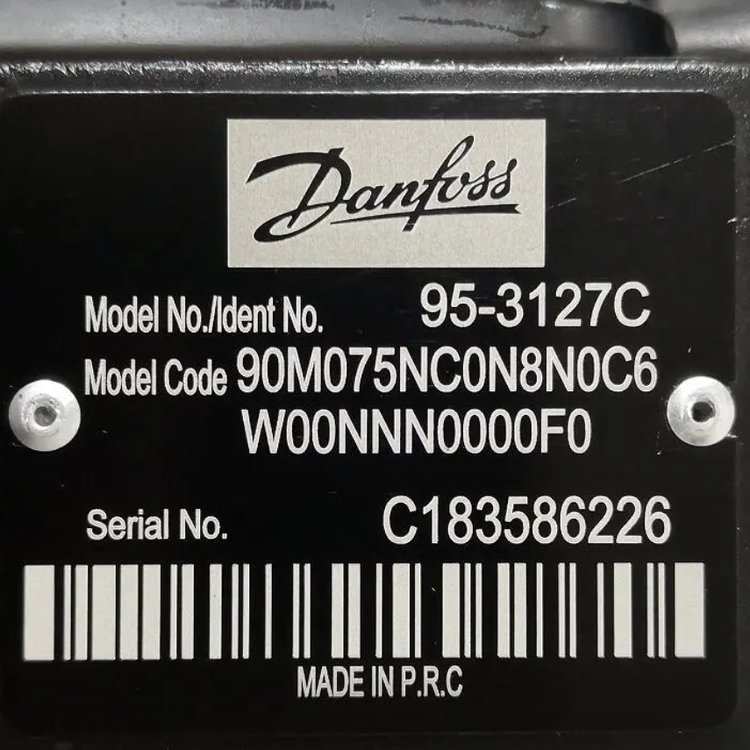 Danfoss
Model No./Ident No. 95-3127C
Model Code 90M075NC0N8N0C6
W00NNN0000F0
Serial No. C183586226
MADE IN P.R.C